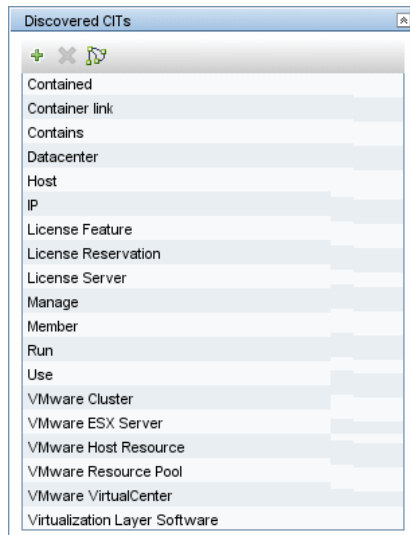 Discovered CITs
Contained
Container link
Contains
Datacenter
Host
IP
License Feature
License Reservation
License Server
Manage
Member
Run
Use
VMware Cluster
VMware ESX Server
VMware Host Resource
VMware Resource Pool
VMware VirtualCenter
Virtualization Layer Software